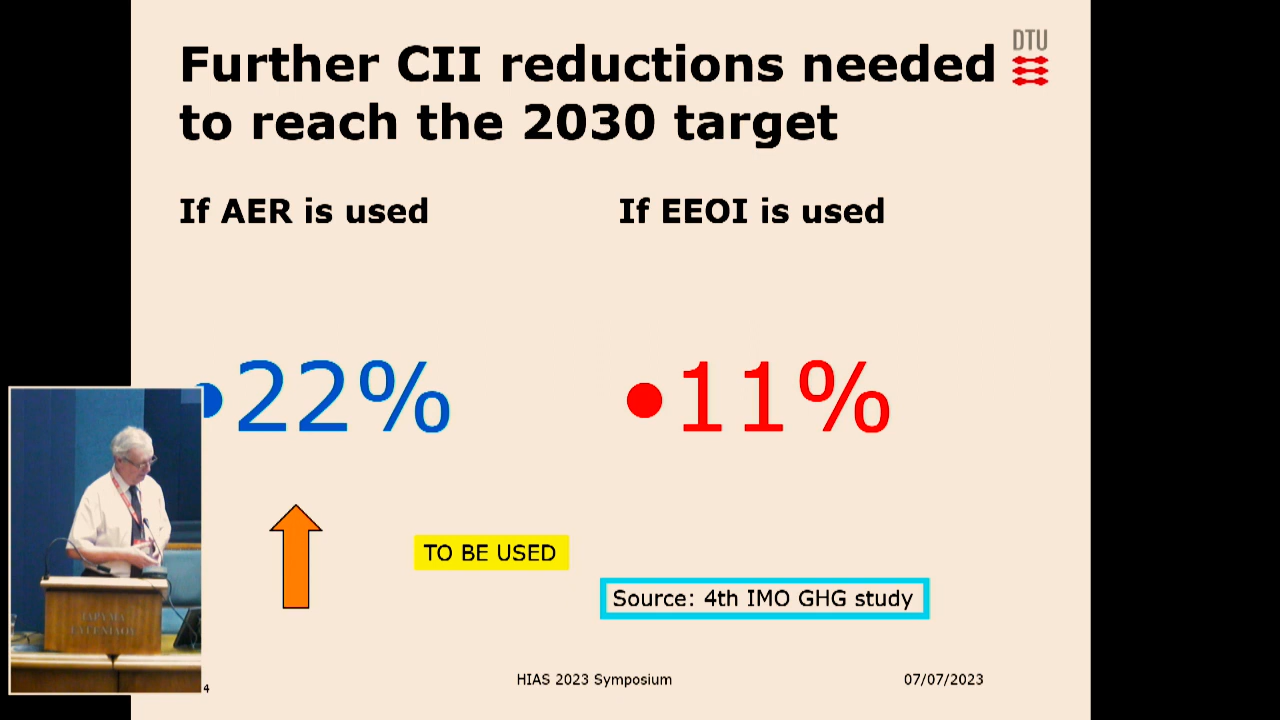 Further CII reductions needed
to reach the 2030 target
DTU
If AER is used
If EEOI is used
•22%
•11%
TO BE USED
Source: 4th IMO GHG study
4
HIAS 2023 Symposium
07/07/2023